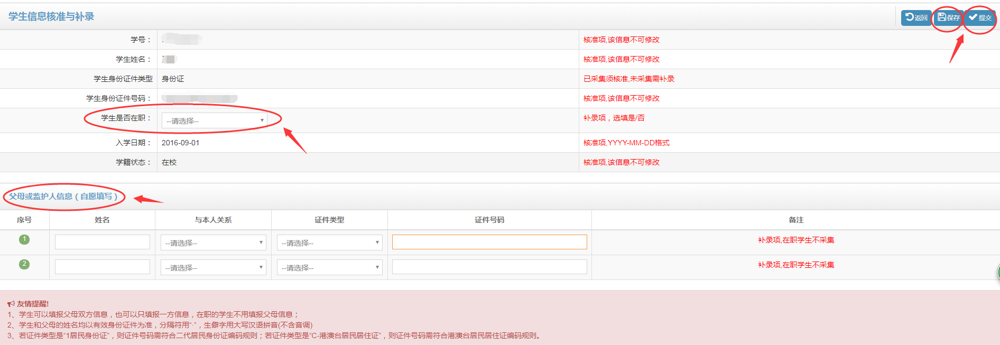 学生信息核准与补录
返回 保存 提交
学号： 核准项,该信息不可修改
学生姓名： 核准项,该信息不可修改
学生身份证件类型 身份证 已采集须核准,未采集需补录
学生身份证件号码： 核准项,该信息不可修改
学生是否在职： --请选择-- 补录项，选填是/否
入学日期： 2016-09-01 核准项,YYYY-MM-DD格式
学籍状态： 在校 核准项,该信息不可修改
父母或监护人信息（自愿填写）
序号 姓名 与本人关系 证件类型 证件号码 备注
1 --请选择-- --请选择-- 补录项,在职学生不采集
2 --请选择-- --请选择-- 补录项,在职学生不采集
友情提醒!
1、学生可以填报父母双方信息，也可以只填报一方信息，在职的学生不用填报父母信息；
2、学生和父母的姓名均以有效身份证件为准，分隔符用“·”，生僻字用大写汉语拼音(不含音调)
3、若证件类型是“1居民身份证”，则证件号码需符合二代居民身份证编码规则；若证件类型是“C-港澳台居民居住证”，则证件号码需符合港澳台居民居住证编码规则。